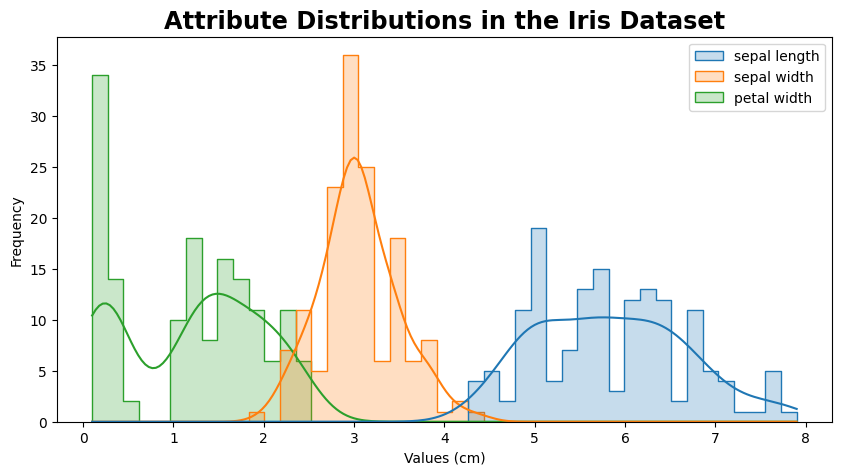 Attribute Distributions in the Iris Dataset
sepal length
sepal width
petal width
Frequency
35
30
25
20
15
10
5
0
0 1 2 3 4 5 6 7 8
Values (cm)